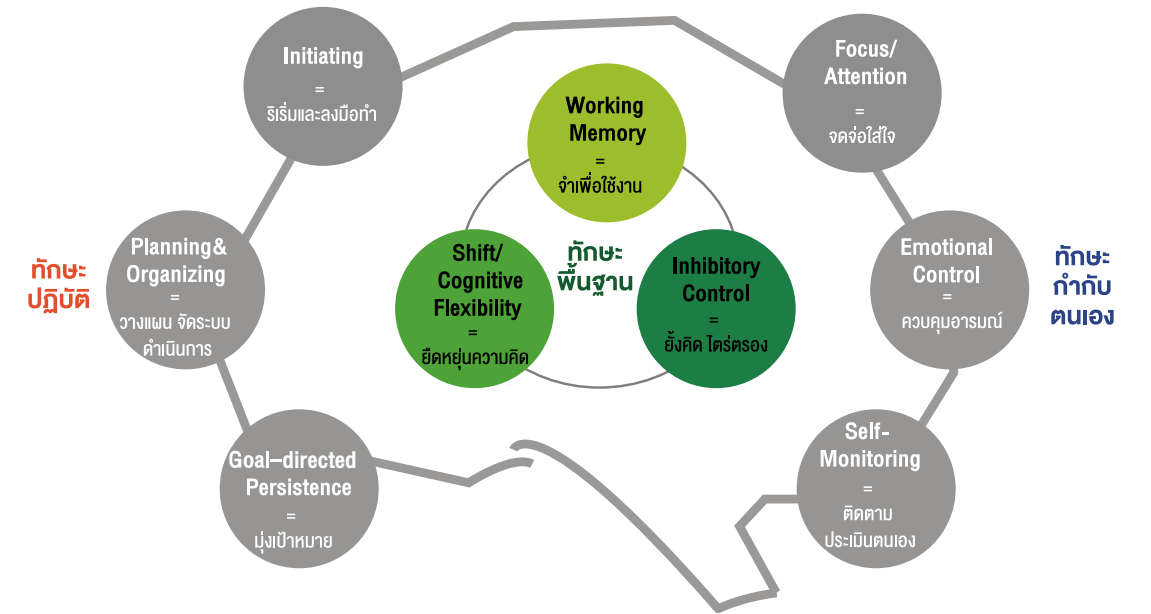 Initiating
=
ริเริ่มและลงมือทำ
Focus/
Attention
=
จดจ่อใส่ใจ
Working
Memory
=
จำเพื่อใช้งาน
Planning&
Organizing
=
วางแผน จัดระบบ
ดำเนินการ
ทักษะ
ปฏิบัติ
Shift/
Cognitive
Flexibility
=
ยืดหยุ่นความคิด
ทักษะ
พื้นฐาน
Inhibitory
Control
=
ยั้งคิด ไตร่ตรอง
Emotional
Control
=
ควบคุมอารมณ์
ทักษะ
กำกับ
ตนเอง
Goal–directed
Persistence
=
มุ่งเป้าหมาย
Self-
Monitoring
=
ติดตาม
ประเมินตนเอง